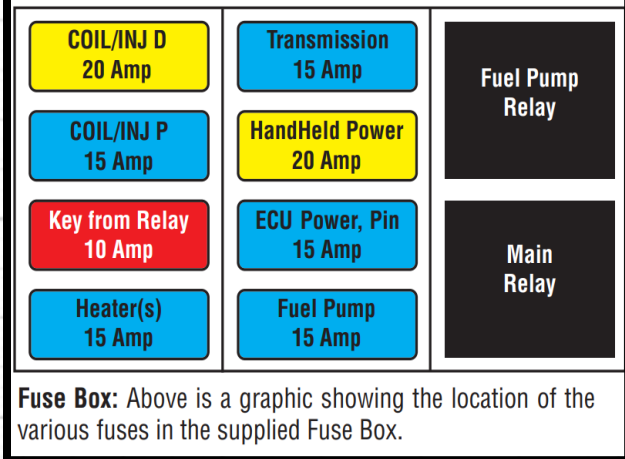 COIL/INJ D
20 Amp
Transmission
15 Amp
Fuel Pump
Relay
COIL/INJ P
15 Amp
HandHeld Power
20 Amp
Key from Relay
10 Amp
ECU Power, Pin
15 Amp
Main
Relay
Heater(s)
15 Amp
Fuel Pump
15 Amp
Fuse Box: Above is a graphic showing the location of the
various fuses in the supplied Fuse Box.